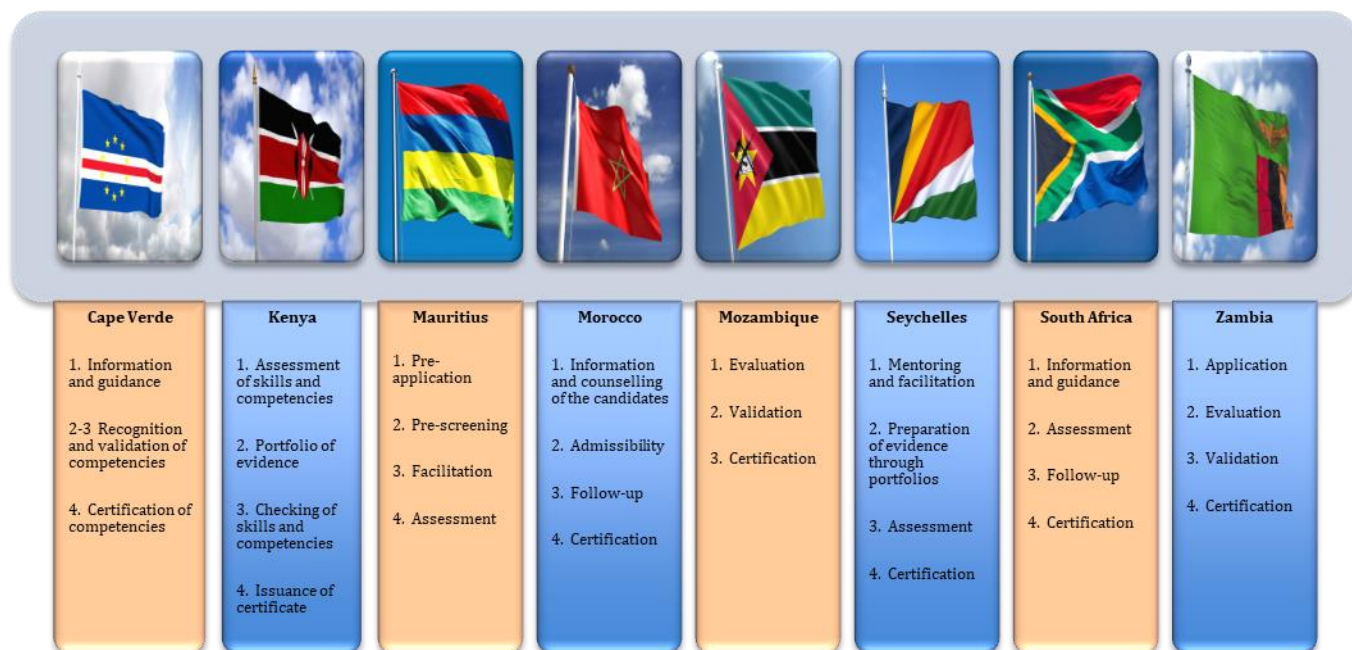 Cape Verde
1. Information
and guidance
2-3 Recognition
and validation of
competencies
4. Certification of
competencies
Kenya
1. Assessment
of skills and
competencies
2. Portfolio of
evidence
3. Checking of
skills and
competencies
4. Issuance of
certificate
Mauritius
1. Pre-
application
2. Pre-screening
3. Facilitation
4. Assessment
Morocco
1. Information
and counselling
of the candidates
2. Admissibility
3. Follow-up
4. Certification
Mozambique
1. Evaluation
2. Validation
3. Certification
Seychelles
1. Mentoring
and facilitation
2. Preparation
of evidence
through
portfolios
3. Assessment
4. Certification
South Africa
1. Information
and guidance
2. Assessment
3. Follow-up
4. Certification
Zambia
1. Application
2. Evaluation
3. Validation
4. Certification